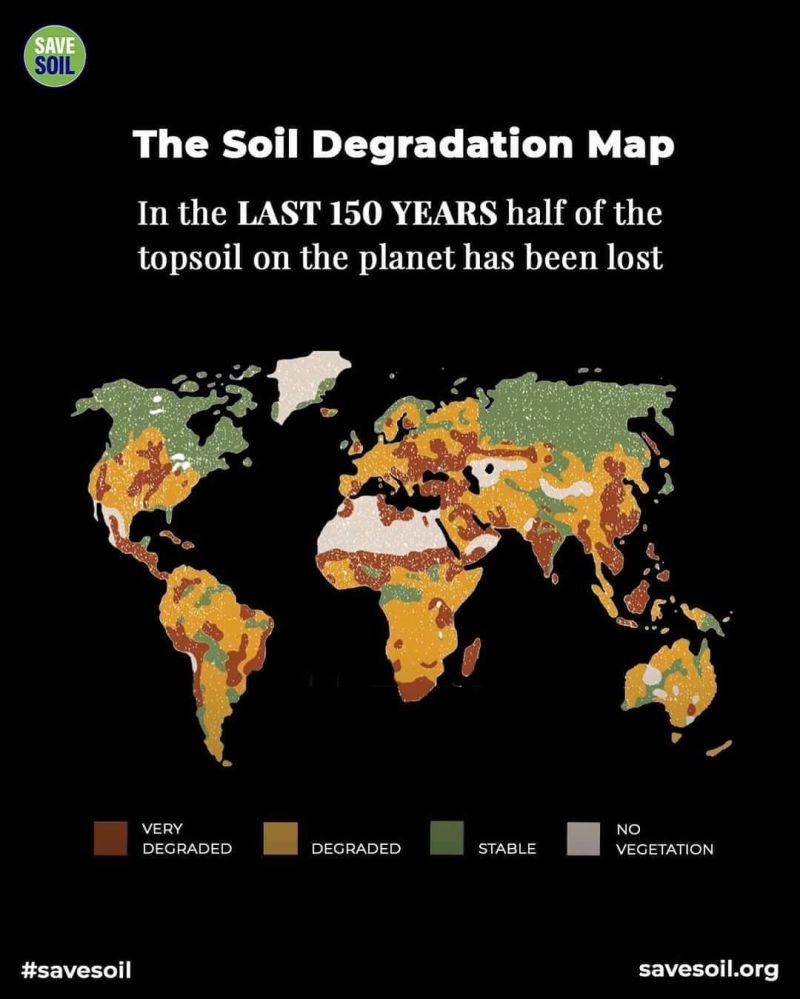 SAVE
SOIL
The Soil Degradation Map
In the LAST 150 YEARS half of the
topsoil on the planet has been lost
VERY
DEGRADED
DEGRADED
STABLE
NO
VEGETATION
#savesoil
savesoil.org